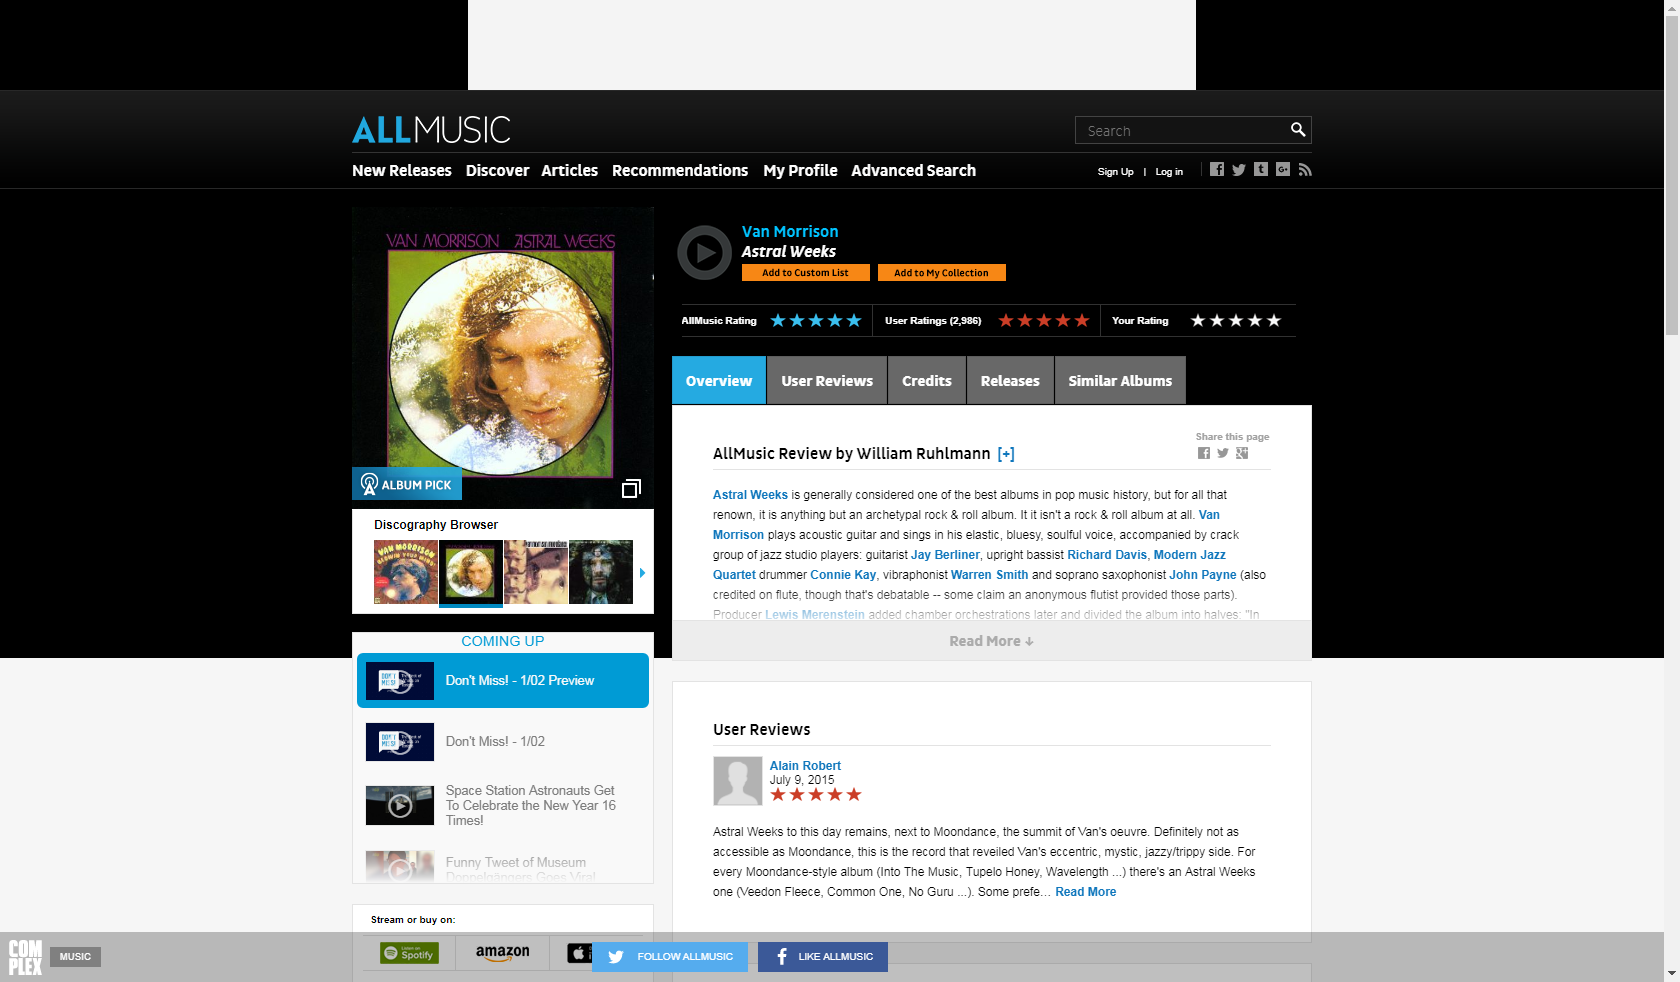 ALLMUSIC
Search
New Releases Discover Articles Recommendations My Profile Advanced Search
Sign Up | Log in
VAN MORRISON ASTRAL WEEKS
ALBUM PICK
Van Morrison
Astral Weeks
Add to Custom List Add to My Collection
AllMusic Rating User Ratings (2,986) Your Rating
Overview User Reviews Credits Releases Similar Albums
Share this page
AllMusic Review by William Ruhlmann [+]
Astral Weeks is generally considered one of the best albums in pop music history, but for all that
renown, it is anything but an archetypal rock & roll album. It it isn't a rock & roll album at all. Van
Morrison plays acoustic guitar and sings in his elastic, bluesy, soulful voice, accompanied by crack
group of jazz studio players: guitarist Jay Berliner, upright bassist Richard Davis, Modern Jazz
Quartet drummer Connie Kay, vibraphonist Warren Smith and soprano saxophonist John Payne (also
credited on flute, though that's debatable -- some claim an anonymous flutist provided those parts).
Producer Lewis Merenstein added chamber orchestrations later and divided the album into halves: "In
Read More ↓
Discography Browser
VAN MORRISON
COMING UP
Don't Miss! - 1/02 Preview
Don't Miss! - 1/02
Space Station Astronauts Get
To Celebrate the New Year 16
Times!
Funny Tweet of Museum
Doppelgängers Goes Viral
User Reviews
Alain Robert
July 9, 2015
Astral Weeks to this day remains, next to Moondance, the summit of Van's oeuvre. Definitely not as
accessible as Moondance, this is the record that reveiled Van's eccentric, mystic, jazzy/trippy side. For
every Moondance-style album (Into The Music, Tupelo Honey, Wavelength ...) there's an Astral Weeks
one (Veedon Fleece, Common One, No Guru ...). Some prefe... Read More
Stream or buy on:
Listen on
Spotify
amazon
COMPLEX
MUSIC
FOLLOW ALLMUSIC
LIKE ALLMUSIC